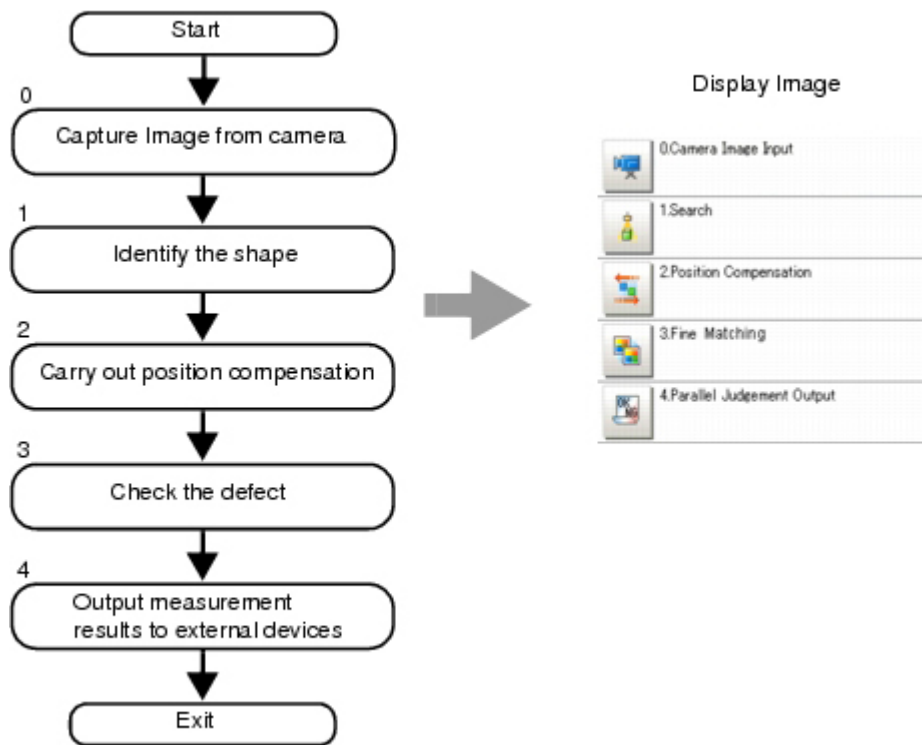 Start
0
Capture Image from camera
1
Identify the shape
2
Carry out position compensation
3
Check the defect
4
Output measurement
results to external devices
Exit
Display Image
0.Camera Image Input
1.Search
2.Position Compensation
3.Fine Matching
4.Parallel Judgement Output
OK
NG